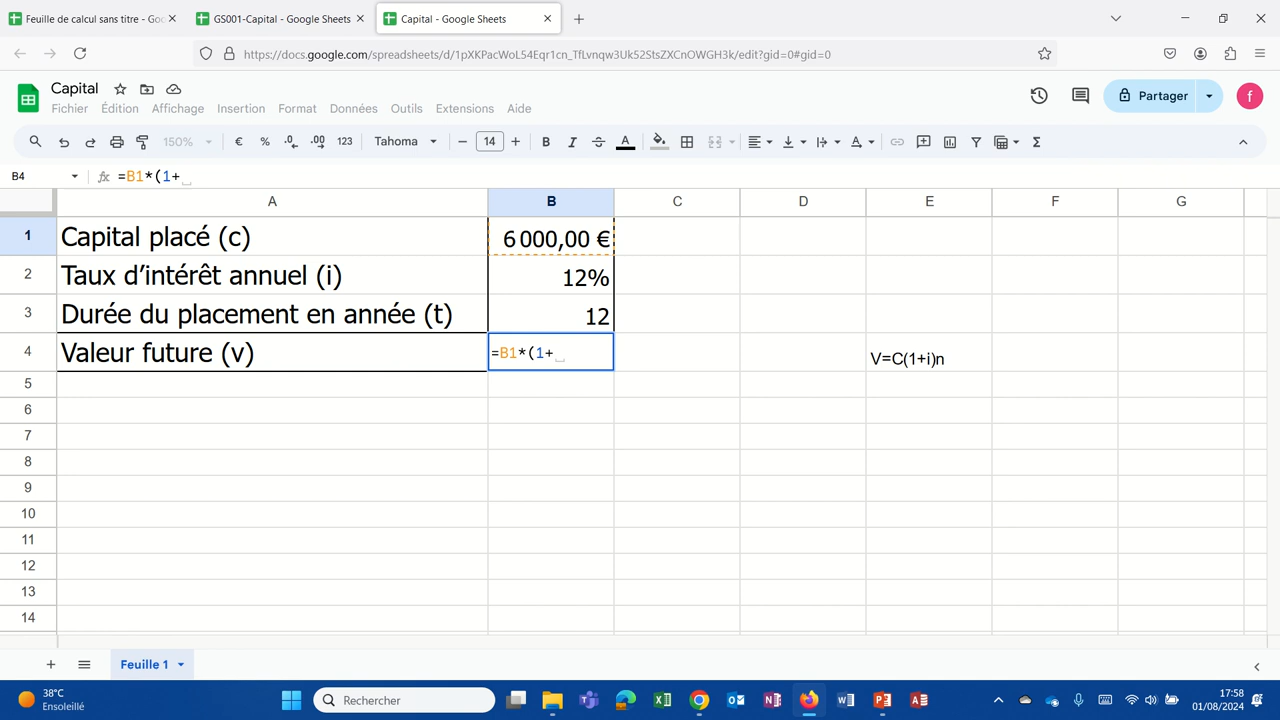 Feuille de calcul sans titre - Goo
GS001-Capital - Google Sheets
Capital - Google Sheets
https://docs.google.com/spreadsheets/d/1pXKPacWoL54Eqr1cn_TfLvnqw3Uk52StsZXCnOWGH3k/edit?gid=0#gid=0
Capital
Fichier Édition Affichage Insertion Format Données Outils Extensions Aide
Partager
f
150% € % .0 .00 123 Tahoma 14 B I A
B4 fx =B1*(1+
A B C D E F G
1 Capital placé (c) 6 000,00 €
2 Taux d’intérêt annuel (i) 12%
3 Durée du placement en année (t) 12
4 Valeur future (v) =B1*(1+ V=C(1+i)n
5
6
7
8
9
10
11
12
13
14
Feuille 1
38°C
Ensoleillé
Rechercher
17:58
01/08/2024